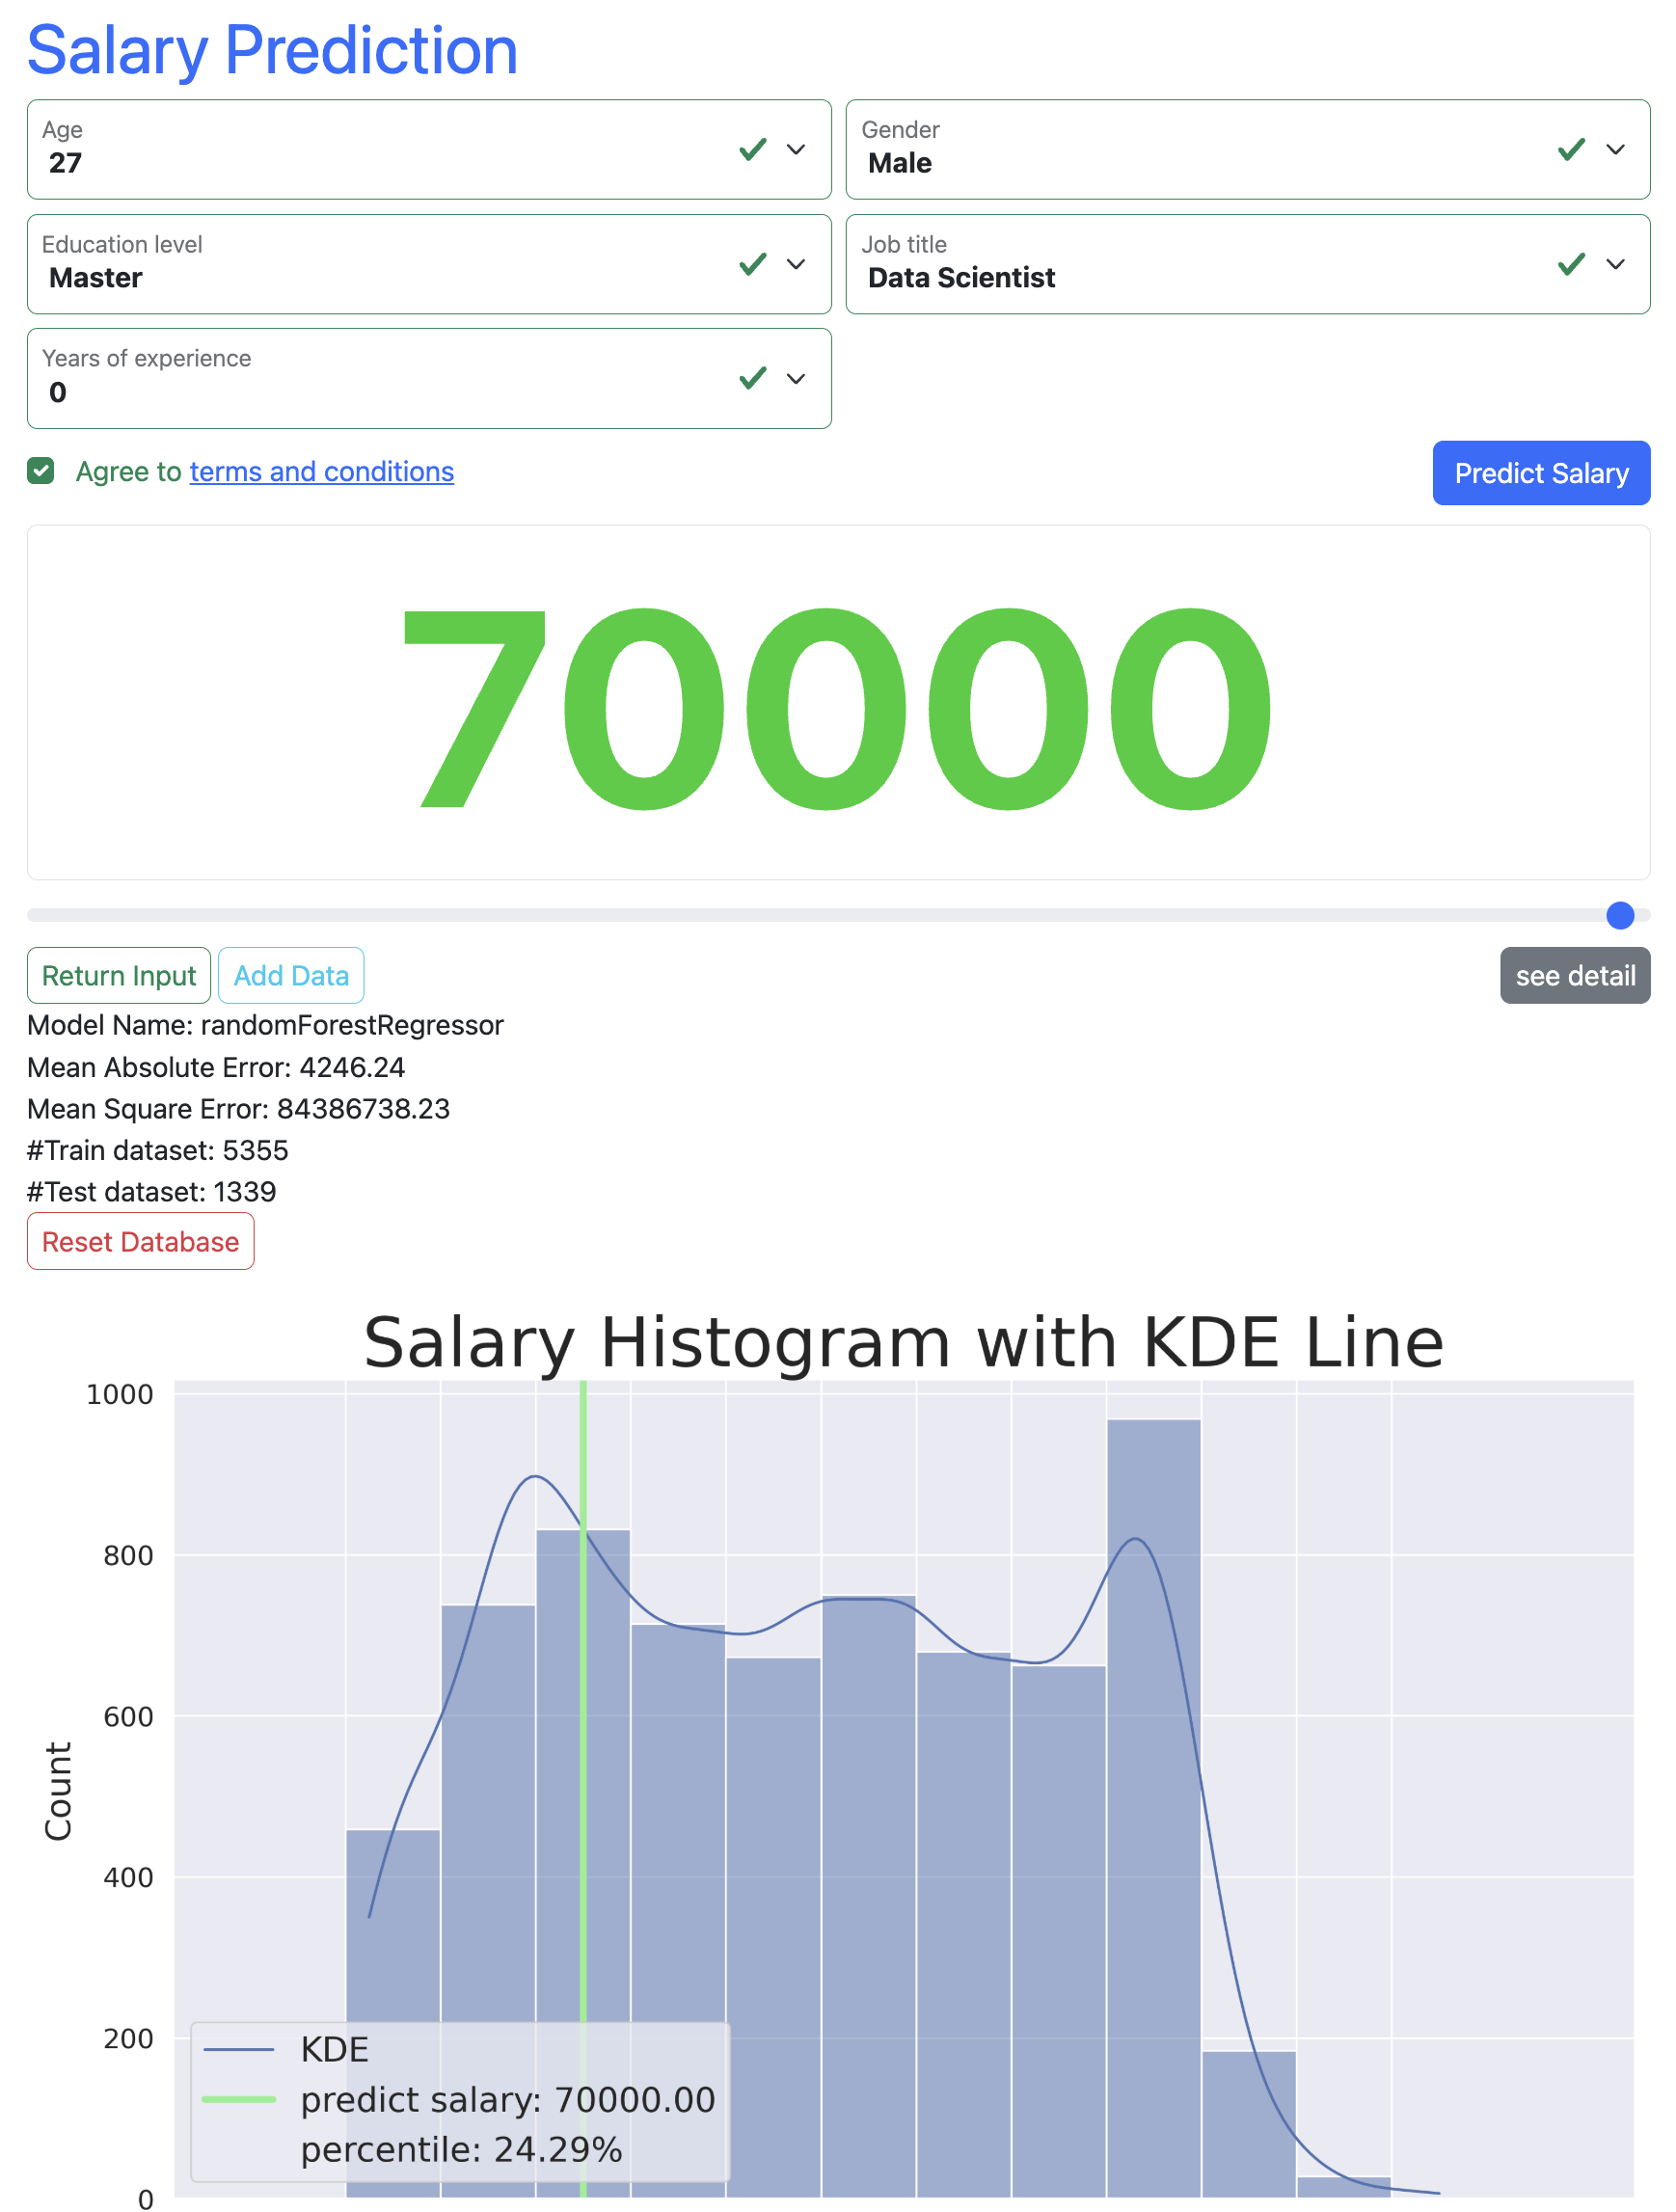 Salary Prediction
Age
27
Gender
Male
Education level
Master
Job title
Data Scientist
Years of experience
0
Agree to terms and conditions
Predict Salary
70000
Return Input
Add Data
see detail
Model Name: randomForestRegressor
Mean Absolute Error: 4246.24
Mean Square Error: 84386738.23
#Train dataset: 5355
#Test dataset: 1339
Reset Database
Salary Histogram with KDE Line
1000
800
600
400
200
0
Count
KDE
predict salary: 70000.00
percentile: 24.29%